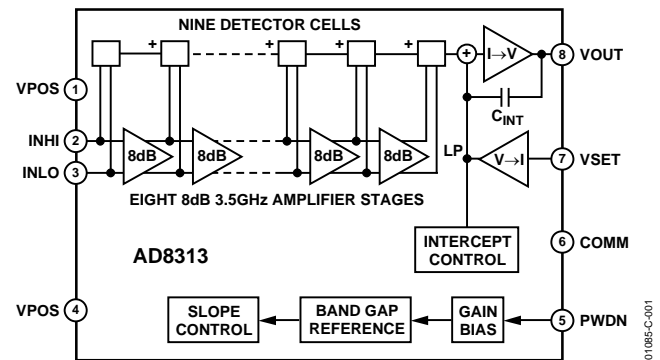 NINE DETECTOR CELLS
+ + + + +
I→V
8 VOUT
VPOS 1
C_INT
INHI 2
8dB 8dB 8dB 8dB
LP
V→I
7 VSET
INLO 3
EIGHT 8dB 3.5GHz AMPLIFIER STAGES
INTERCEPT
CONTROL
6 COMM
AD8313
VPOS 4
SLOPE
CONTROL
BAND GAP
REFERENCE
GAIN
BIAS
5 PWDN
01085-C-001